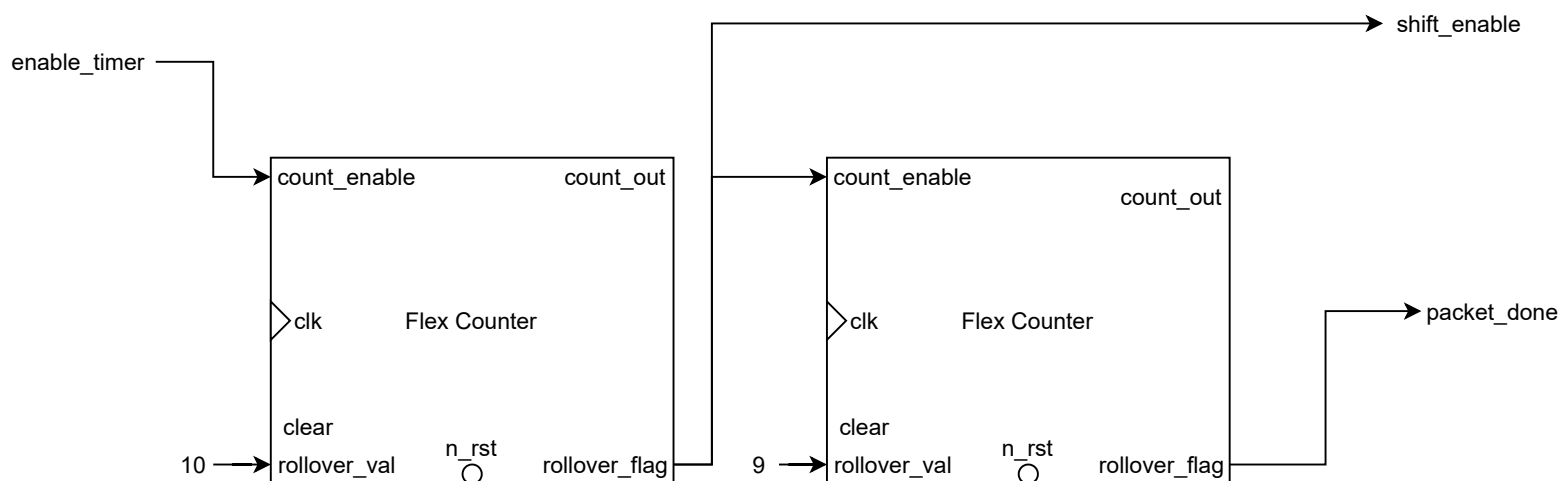 shift_enable
enable_timer
count_enable
count_out
count_enable
count_out
clk
Flex Counter
clk
Flex Counter
packet_done
clear
clear
n_rst
n_rst
10
rollover_val
rollover_flag
9
rollover_val
rollover_flag